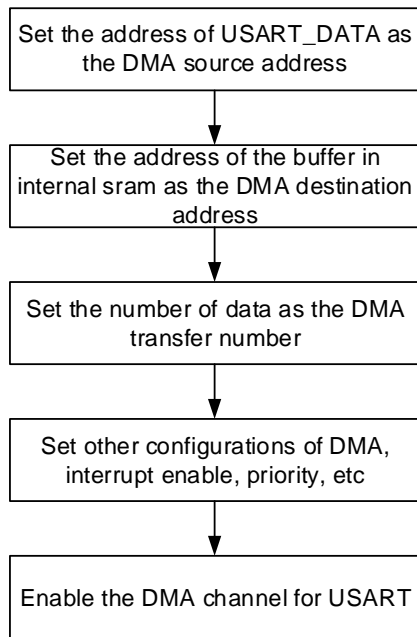 Set the address of USART_DATA as
the DMA source address
Set the address of the buffer in
internal sram as the DMA destination
address
Set the number of data as the DMA
transfer number
Set other configurations of DMA,
interrupt enable, priority, etc
Enable the DMA channel for USART